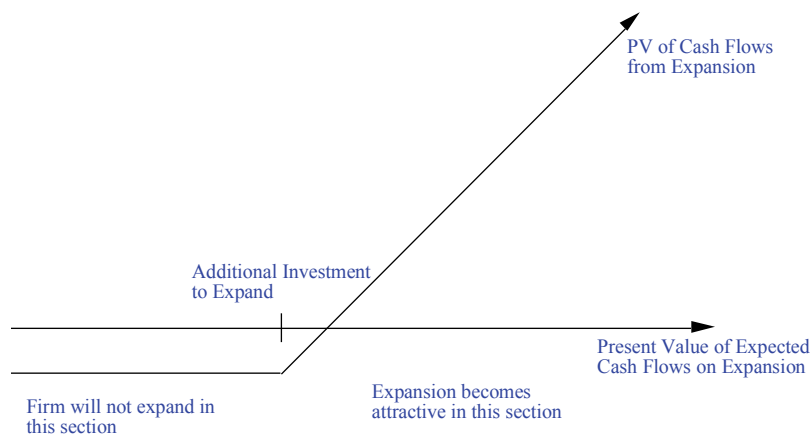 PV of Cash Flows
from Expansion
Additional Investment
to Expand
Present Value of Expected
Cash Flows on Expansion
Firm will not expand in
this section
Expansion becomes
attractive in this section